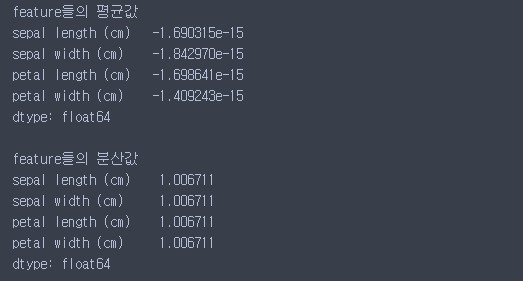 feature들의 평균값
sepal length (cm)   -1.690315e-15
sepal width (cm)    -1.842970e-15
petal length (cm)   -1.698641e-15
petal width (cm)    -1.409243e-15
dtype: float64

feature들의 분산값
sepal length (cm)    1.006711
sepal width (cm)     1.006711
petal length (cm)    1.006711
petal width (cm)     1.006711
dtype: float64